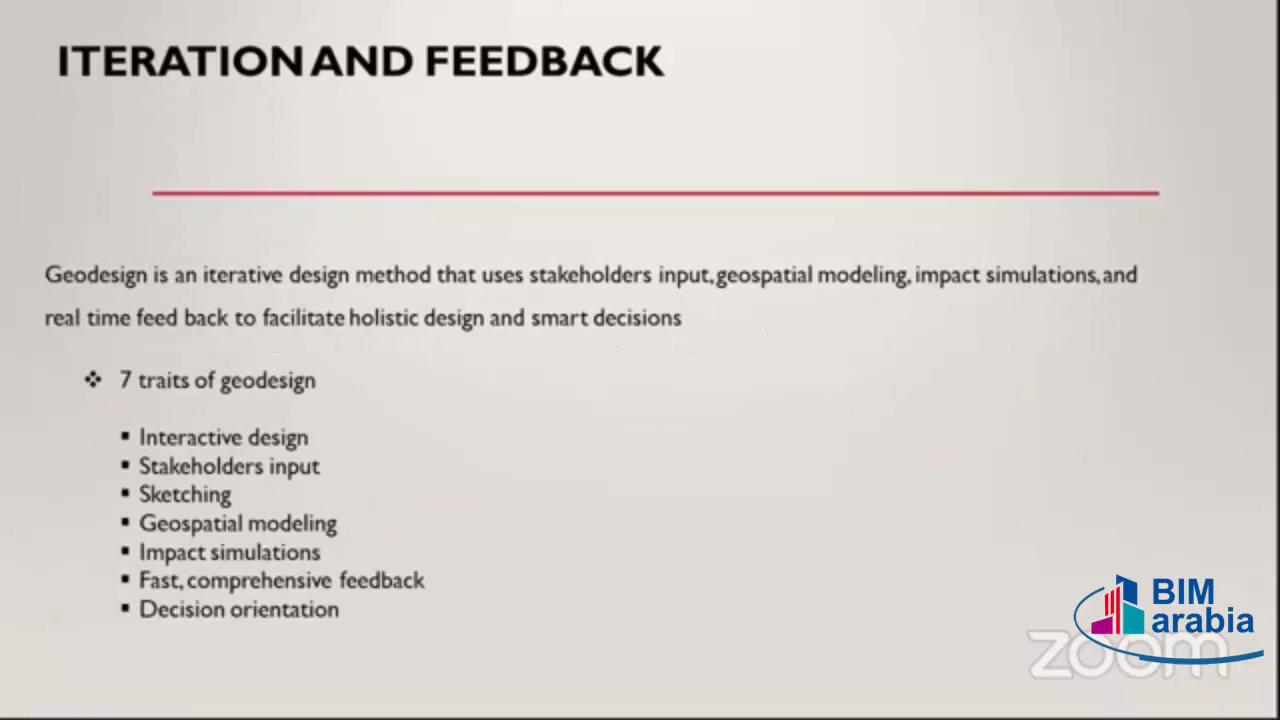 ITERATION AND FEEDBACK
Geodesign is an iterative design method that uses stakeholders input, geospatial modeling, impact simulations, and
real time feed back to facilitate holistic design and smart decisions
❖ 7 traits of geodesign
▪ Interactive design
▪ Stakeholders input
▪ Sketching
▪ Geospatial modeling
▪ Impact simulations
▪ Fast, comprehensive feedback
▪ Decision orientation
BIM
arabia
zoom